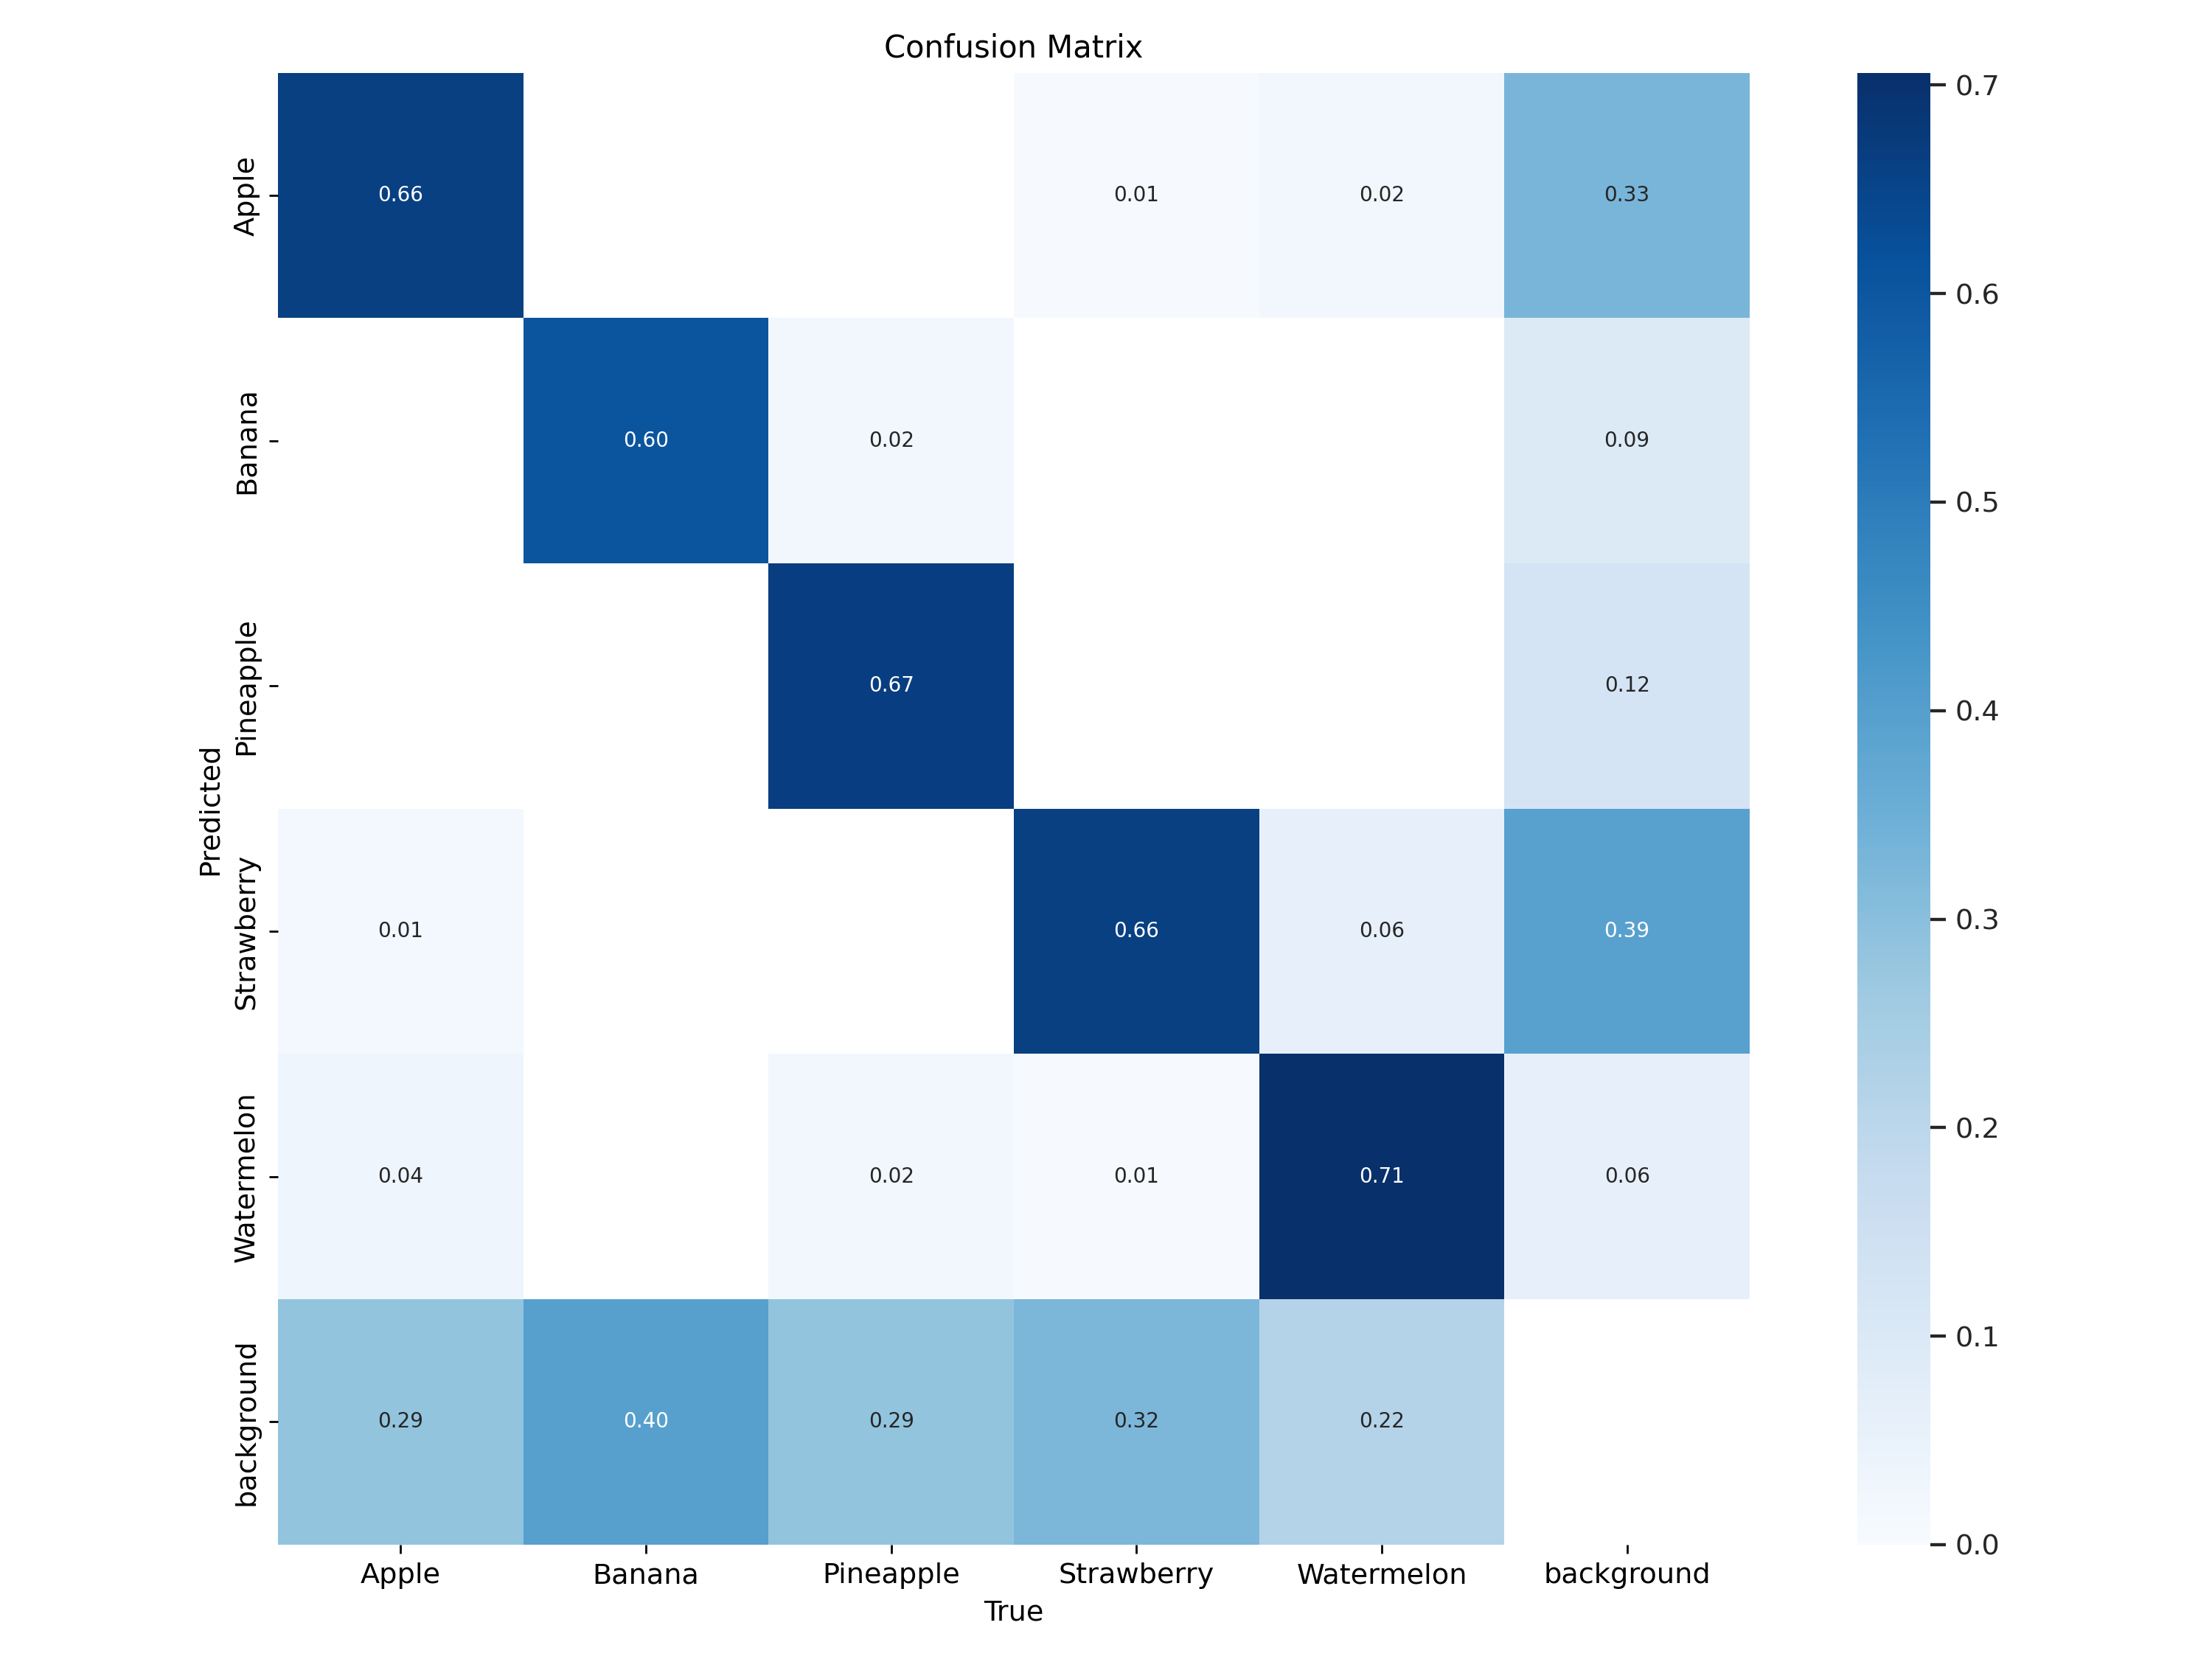 Confusion Matrix
Apple
0.66
0.01
0.02
0.33
0.7
0.6
Banana
0.60
0.02
0.09
0.5
Pineapple
0.67
0.12
0.4
Predicted
Strawberry
0.01
0.66
0.06
0.39
0.3
Watermelon
0.04
0.02
0.01
0.71
0.06
0.2
0.1
background
0.29
0.40
0.29
0.32
0.22
0.0
Apple
Banana
Pineapple
Strawberry
Watermelon
background
True